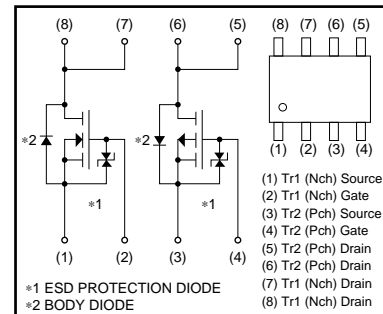 (8) (7) (6) (5)
(8) (7) (6) (5)
∗2
∗2
∗1
∗1
(1) (2) (3) (4)
(1) (2) (3) (4)
(1) Tr1 (Nch) Source
(2) Tr1 (Nch) Gate
(3) Tr2 (Pch) Source
(4) Tr2 (Pch) Gate
(5) Tr2 (Pch) Drain
(6) Tr2 (Pch) Drain
(7) Tr1 (Nch) Drain
(8) Tr1 (Nch) Drain
∗1 ESD PROTECTION DIODE
∗2 BODY DIODE